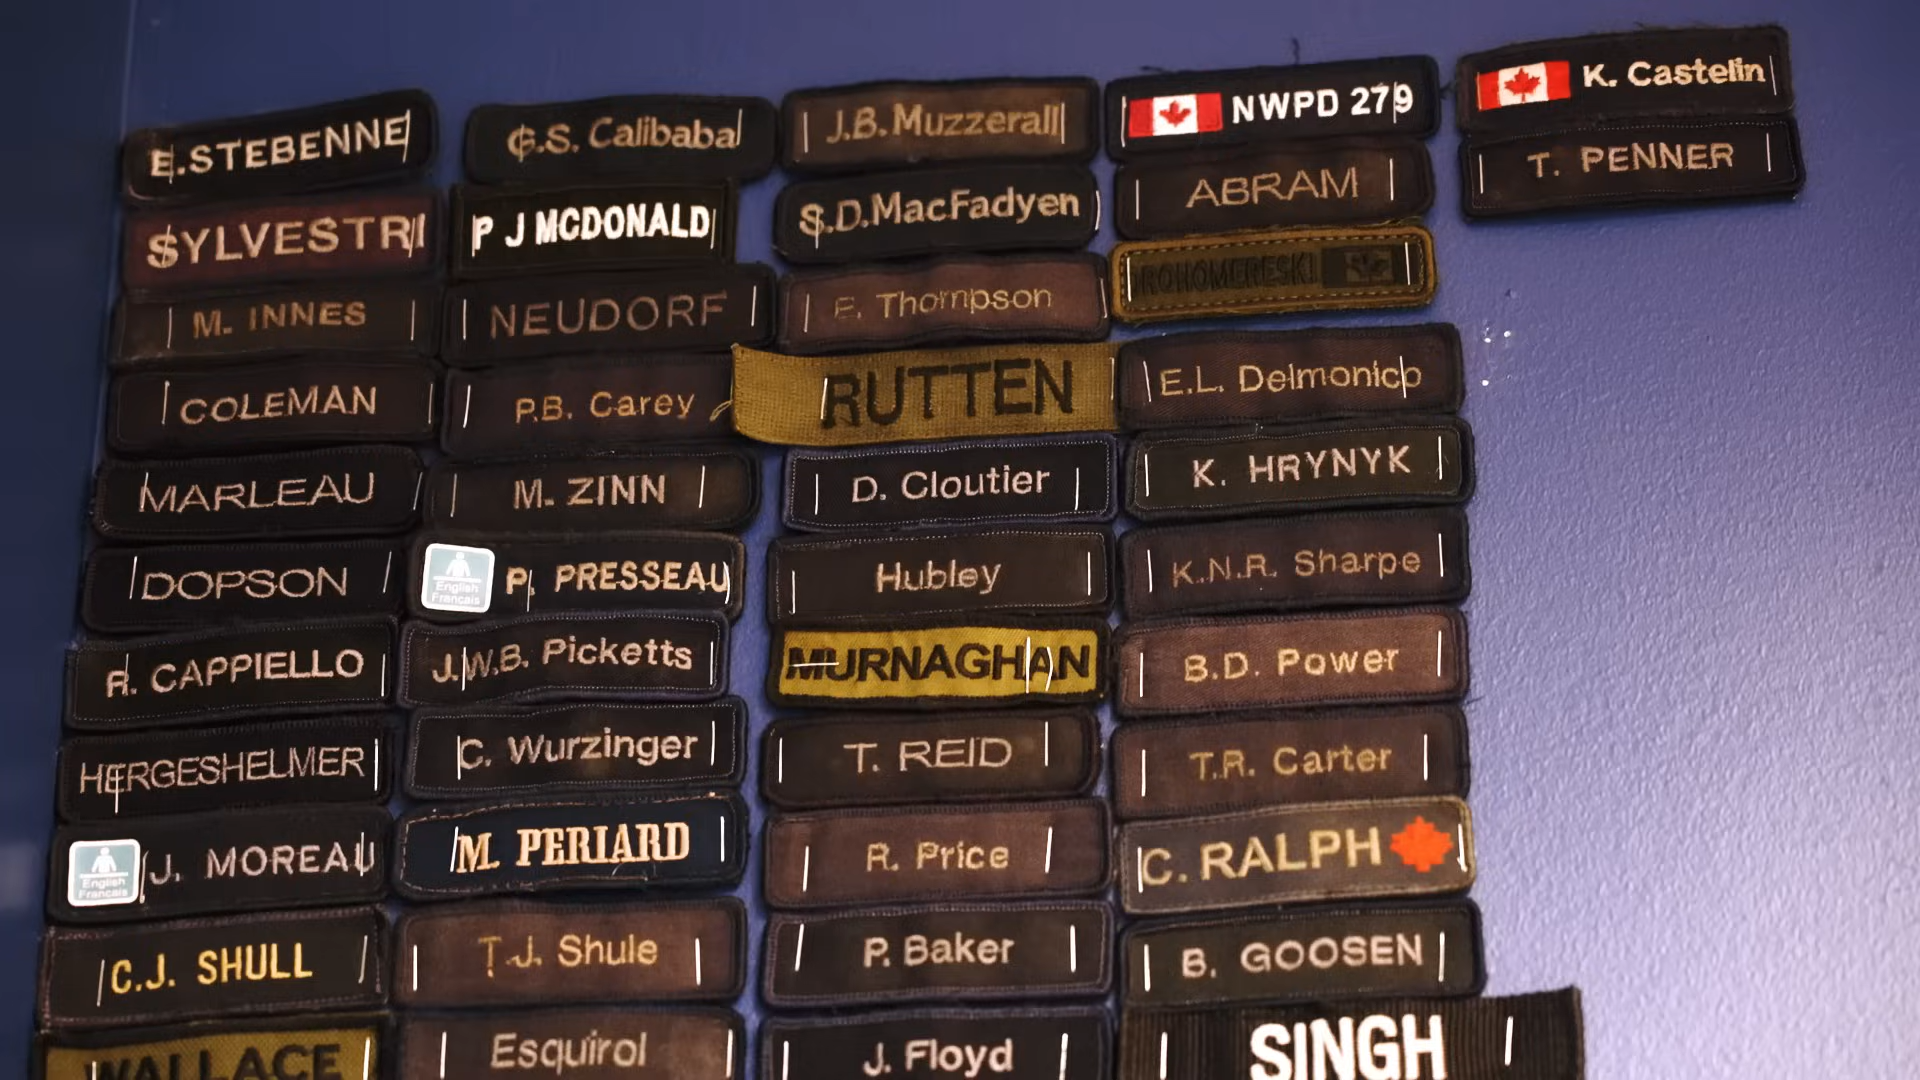 E.STEBENNE
SYLVESTRI
M. INNES
COLEMAN
MARLEAU
DOPSON
R. CAPPIELLO
HERGESHELMER
English
Francais
J. MOREAU
C.J. SHULL
WALLACE
G.S. Calibaba
P J MCDONALD
NEUDORF
P.B. Carey
M. ZINN
English
Francais
P. PRESSEAU
J.W.B. Picketts
C. Wurzinger
M. PERIARD
T.J. Shule
Esquirol
J.B. Muzzerall
S.D.MacFadyen
E. Thompson
RUTTEN
D. Cloutier
Hubley
MURNAGHAN
T. REID
R. Price
P. Baker
J. Floyd
NWPD 279
ABRAM
E.L. Delmonico
K. HRYNYK
K.N.R. Sharpe
B.D. Power
T.R. Carter
C. RALPH
B. GOOSEN
SINGH
K. Castelin
T. PENNER